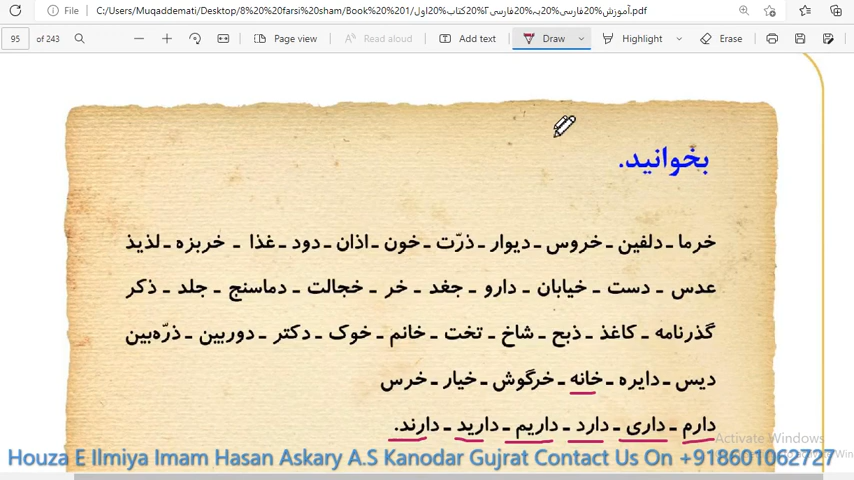 File | C:/Users/Muqaddemati/Desktop/8%20%20farsi%20sham/Book%20%201/آموزش%20فارسی%20به%20فارسی%20آ%20کتاب%20اول.pdf
95 of 243 Page view Read aloud Add text Draw Highlight Erase
بخوانید.
خرما ـ دلفین ـ خروس ـ دیوار ـ ذرّت ـ خون ـ اذان ـ دود ـ غذا ـ خربزه ـ لذیذ
عدس ـ دست ـ خیابان ـ دارو ـ جغد ـ خر ـ خجالت ـ دماسنج ـ جلد ـ ذکر
گذرنامه ـ کاغذ ـ ذبح ـ شاخ ـ تخت ـ خانم ـ خوک ـ دکتر ـ دوربین ـ ذرّه‌بین
دیس ـ دایره ـ خانه ـ خرگوش ـ خیار ـ خرس
دارم ـ داری ـ دارد ـ داریم ـ دارید ـ دارند.
Activate Windows
Houza E Ilmiya Imam Hasan Askary A.S Kanodar Gujrat Contact Us On +918601062727